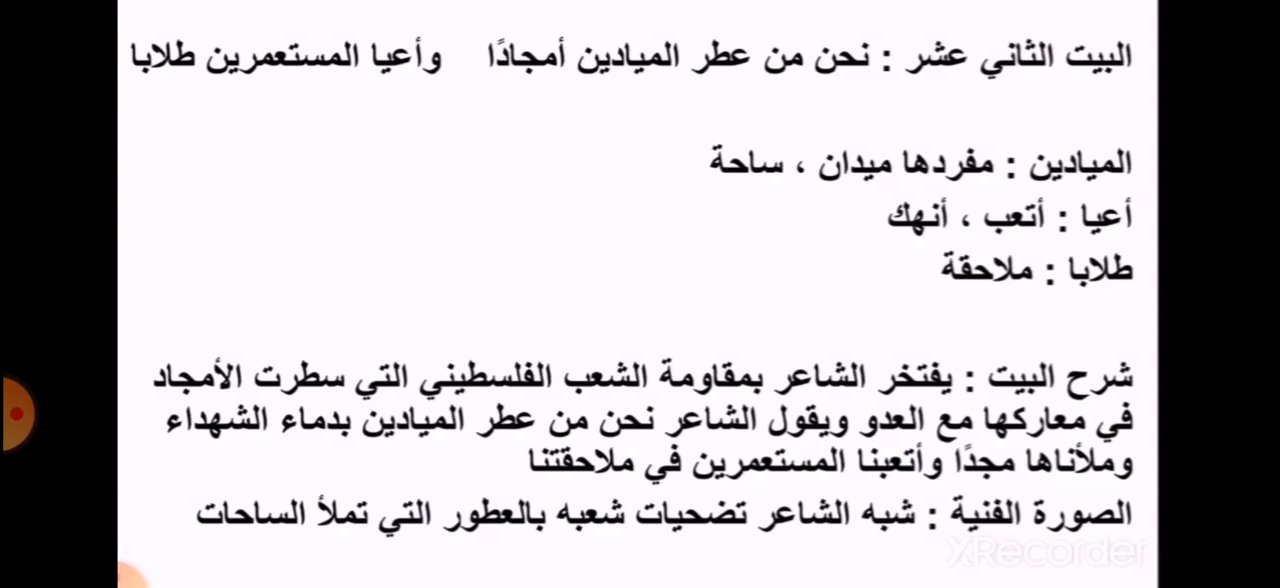 البيت الثاني عشر : نحن من عطر الميادين أمجادًا وأعيا المستعمرين طلابا
الميادين : مفردها ميدان ، ساحة
أعيا : أتعب ، أنهك
طلابا : ملاحقة
شرح البيت : يفتخر الشاعر بمقاومة الشعب الفلسطيني التي سطرت الأمجاد
في معاركها مع العدو ويقول الشاعر نحن من عطر الميادين بدماء الشهداء
وملأناها مجدًا وأتعبنا المستعمرين في ملاحقتنا
الصورة الفنية : شبه الشاعر تضحيات شعبه بالعطور التي تملأ الساحات
XRecorder